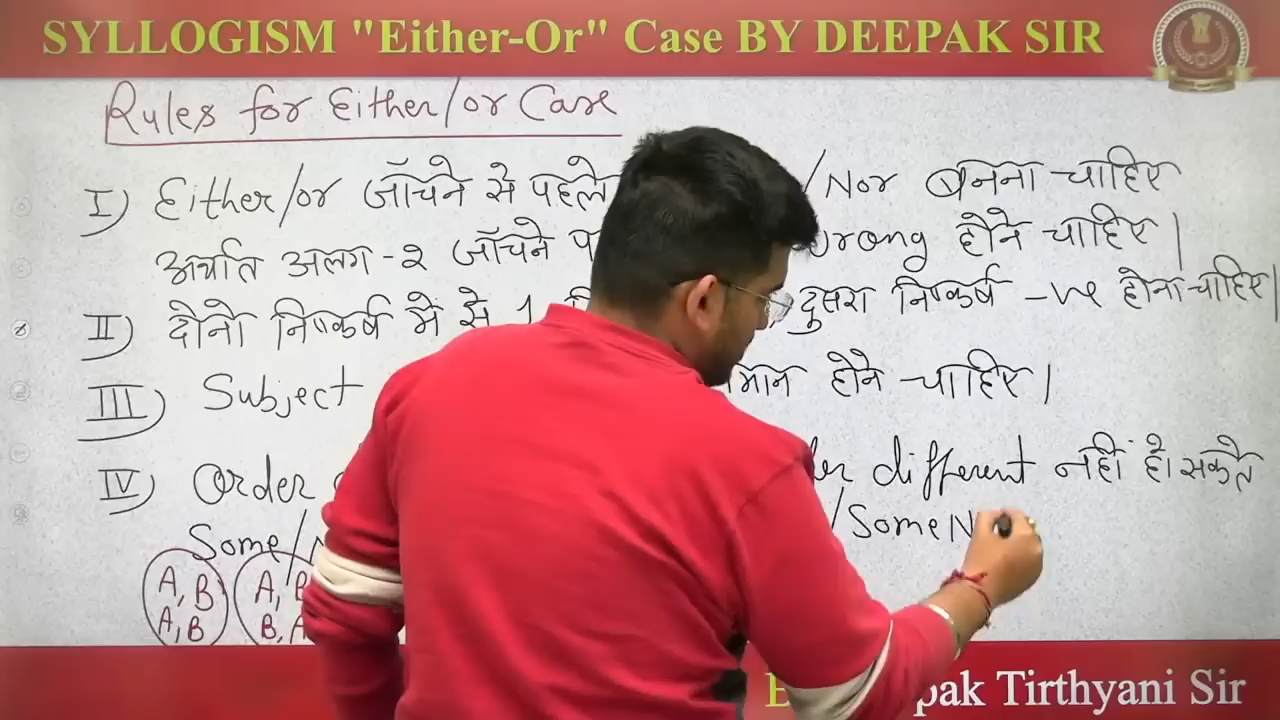 SYLLOGISM "Either-Or" Case BY DEEPAK SIR
Rules for Either/or Case
I) Either/or जाँचने से पहले /Nor बनना चाहिए
अर्थात अलग-२ जाँचने wrong होने चाहिए|
II) दोनो निष्कर्ष में से 1 , दुसरा निष्कर्ष -ve होना चाहिए|
III) Subject होने चाहिए|
IV) Order different नहीं हो सकते
Some/ /Some N
A, B A, B
A, B B, A
pak Tirthyani Sir